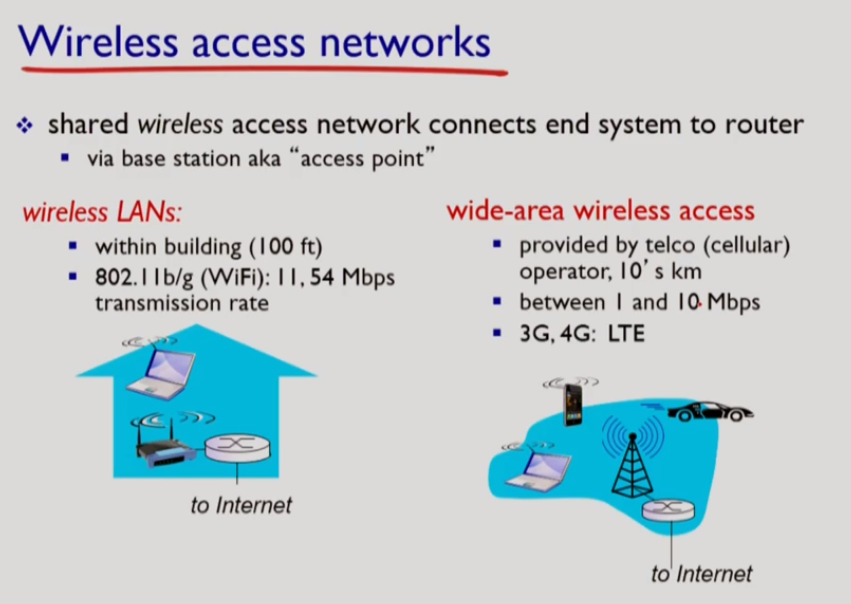 Wireless access networks
❖ shared wireless access network connects end system to router
▪ via base station aka “access point”
wireless LANs:
▪ within building (100 ft)
▪ 802.11b/g (WiFi): 11, 54 Mbps
transmission rate
to Internet
wide-area wireless access
▪ provided by telco (cellular)
operator, 10’ s km
▪ between 1 and 10 Mbps
▪ 3G, 4G: LTE
to Internet